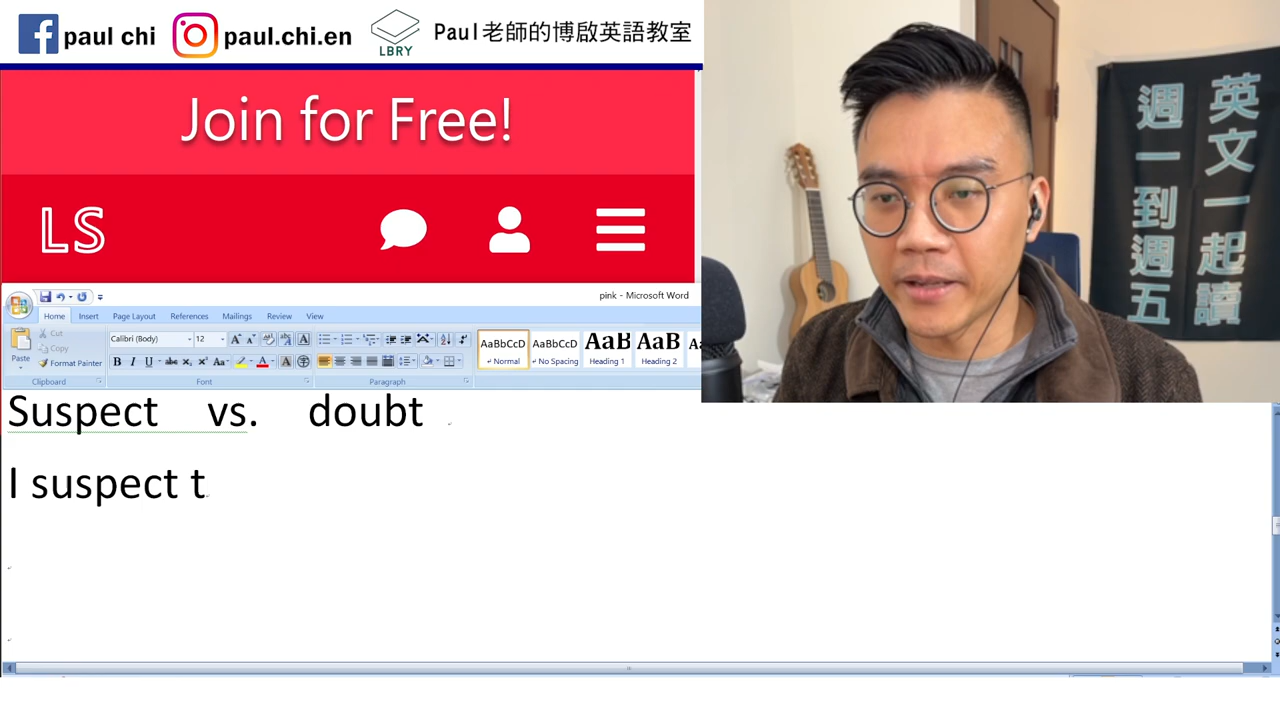 paul chi
paul.chi.en
LBRY
Paul老師的博啟英語教室
Join for Free!
LS
pink - Microsoft Word
Home Insert Page Layout References Mailings Review View
Paste
Cut
Copy
Format Painter
Clipboard
Calibri (Body) 12
Font
Paragraph
AaBbCcD AaBbCcD AaB AaBbC
Normal No Spacing Heading 1 Heading 2
Suspect vs. doubt
I suspect t
英文一起讀
週一到週五